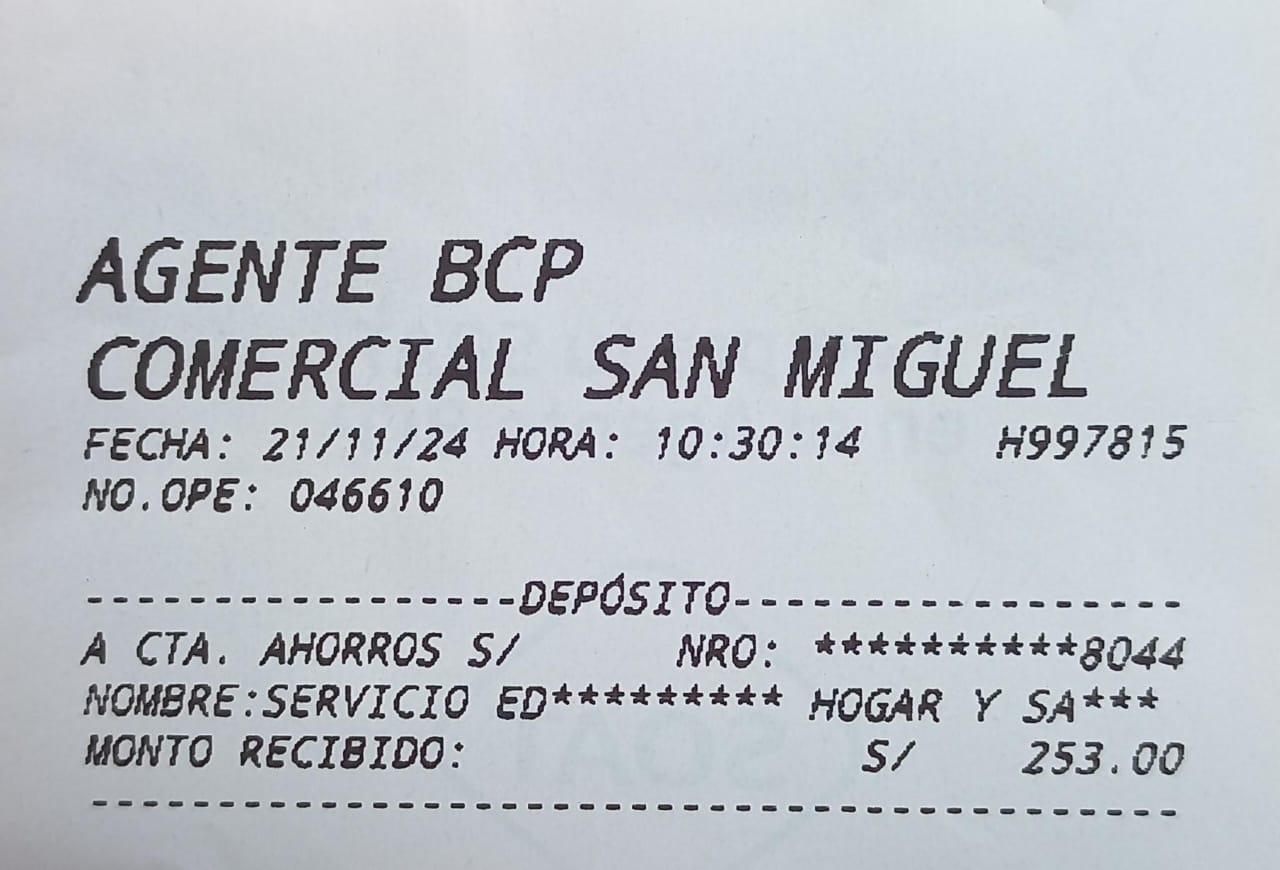 AGENTE BCP
COMERCIAL SAN MIGUEL
FECHA: 21/11/24 HORA: 10:30:14 H997815
NO.OPE: 046610
-----------------DEPÓSITO-----------------
A CTA. AHORROS S/ NRO: **********8044
NOMBRE:SERVICIO ED********* HOGAR Y SA***
MONTO RECIBIDO: S/ 253.00
------------------------------------------